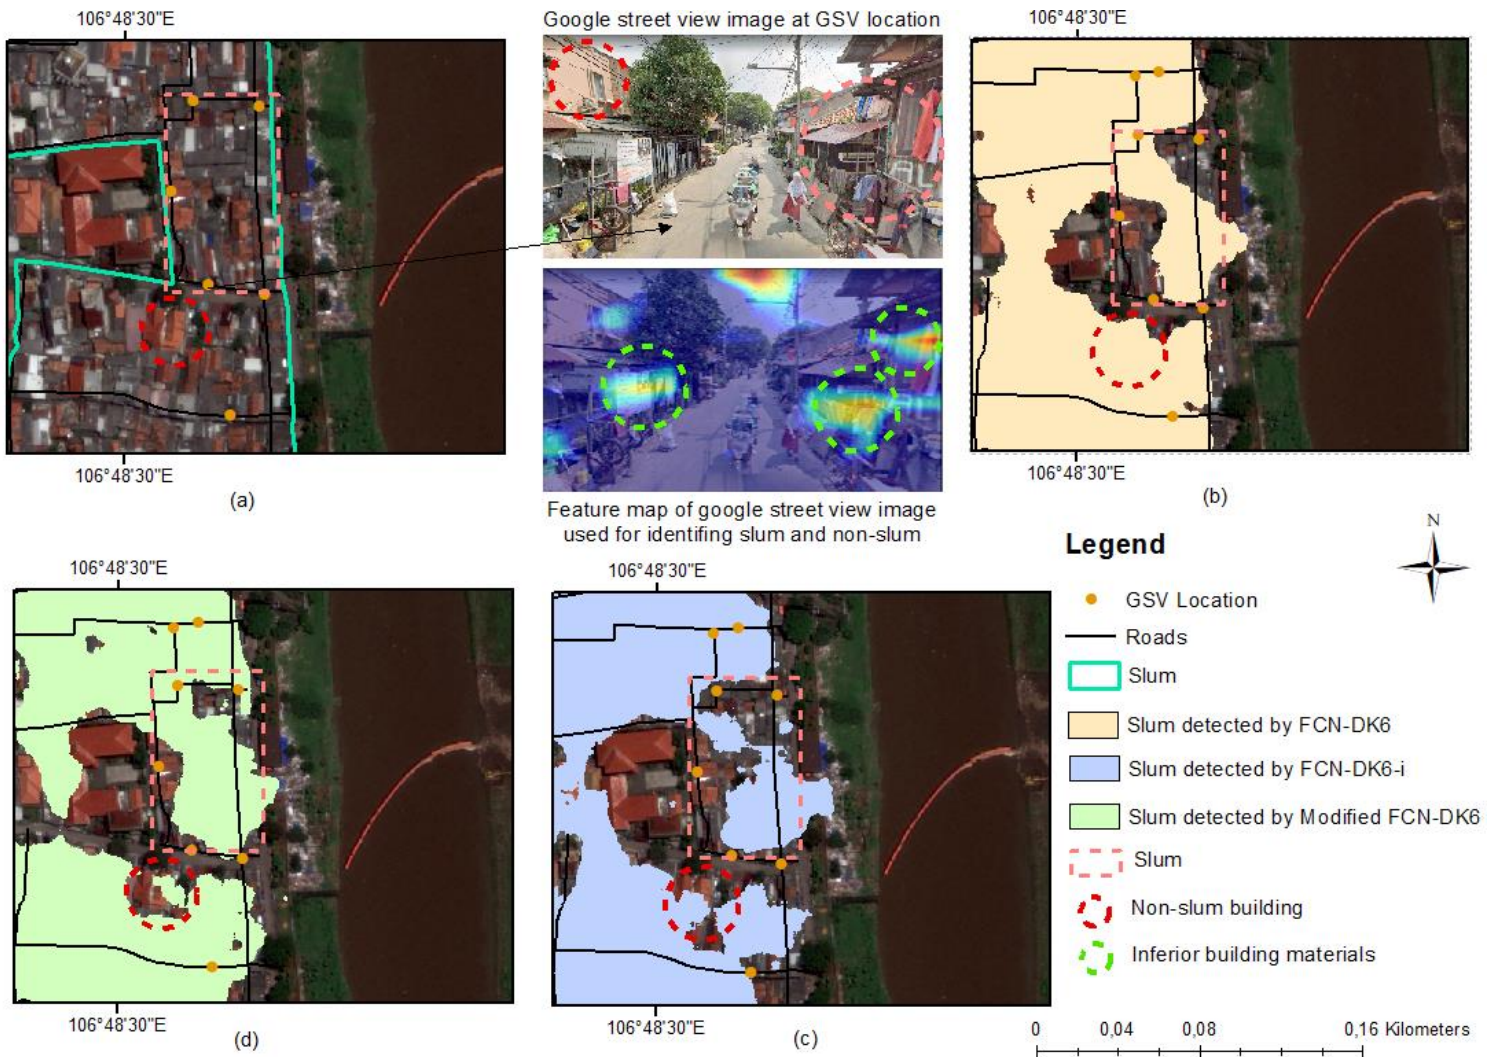 106°48'30"E
Google street view image at GSV location
106°48'30"E
106°48'30"E
(a)
Feature map of google street view image
used for identifing slum and non-slum
106°48'30"E
(b)
106°48'30"E
106°48'30"E
(d)
106°48'30"E
106°48'30"E
(c)
Legend
N
GSV Location
Roads
Slum
Slum detected by FCN-DK6
Slum detected by FCN-DK6-i
Slum detected by Modified FCN-DK6
Slum
Non-slum building
Inferior building materials
0 0,04 0,08 0,16 Kilometers